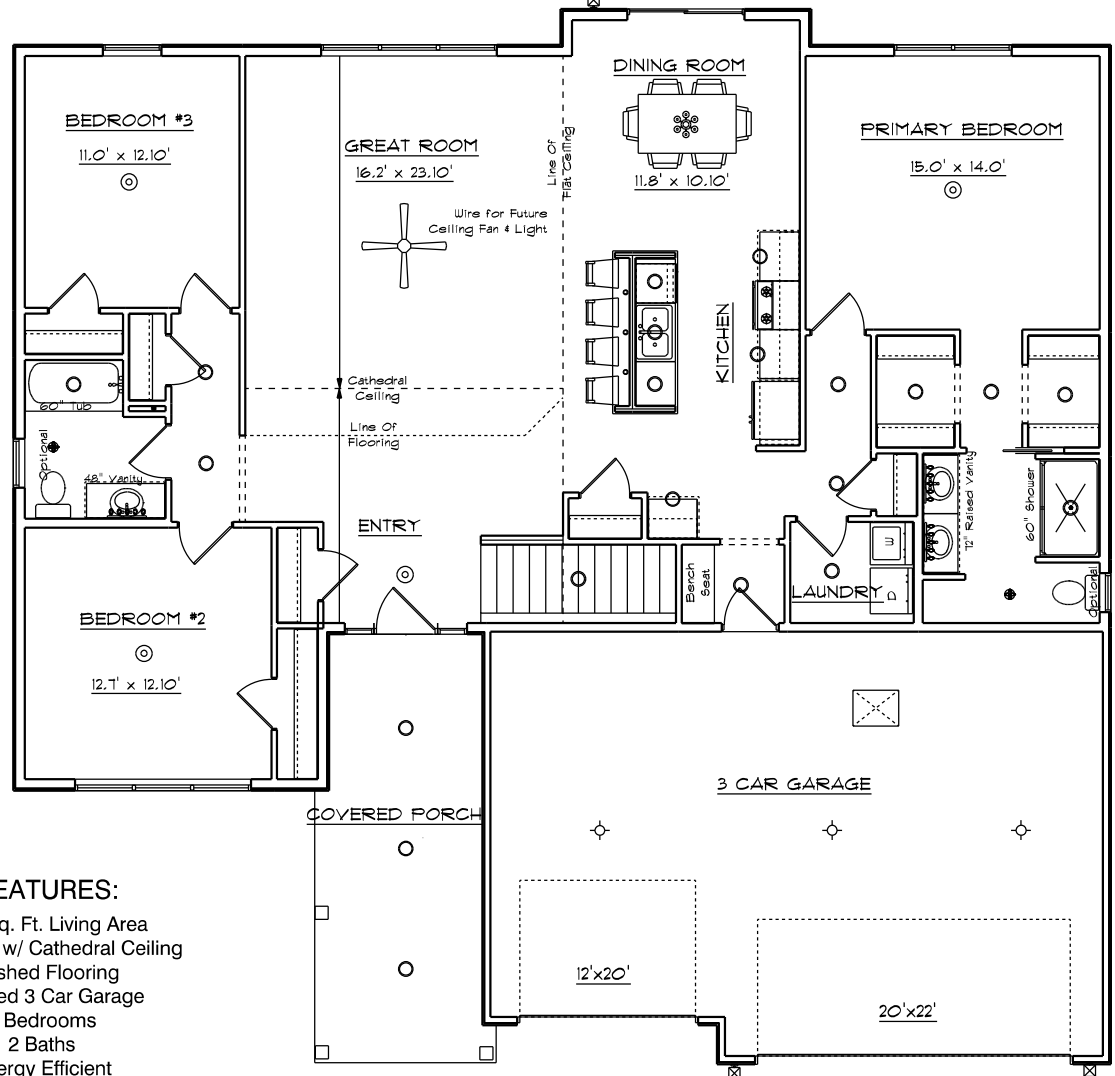 DINING ROOM
11.8' x 10.10'
BEDROOM #3
11.0' x 12.10'
GREAT ROOM
16.2' x 23.10'
Line Of
Flat Ceiling
PRIMARY BEDROOM
15.0' x 14.0'
Wire for Future
Ceiling Fan & Light
KITCHEN
Cathedral
Ceiling
Line Of
Flooring
60" Tub
Optional
48" Vanity
72" Raised Vanity
60" Shower
Optional
ENTRY
Bench
Seat
W
D
LAUNDRY
BEDROOM #2
12.7' x 12.10'
COVERED PORCH
3 CAR GARAGE
12'x20'
20'x22'
EATURES:
q. Ft. Living Area
w/ Cathedral Ceiling
shed Flooring
ed 3 Car Garage
Bedrooms
2 Baths
ergy Efficient